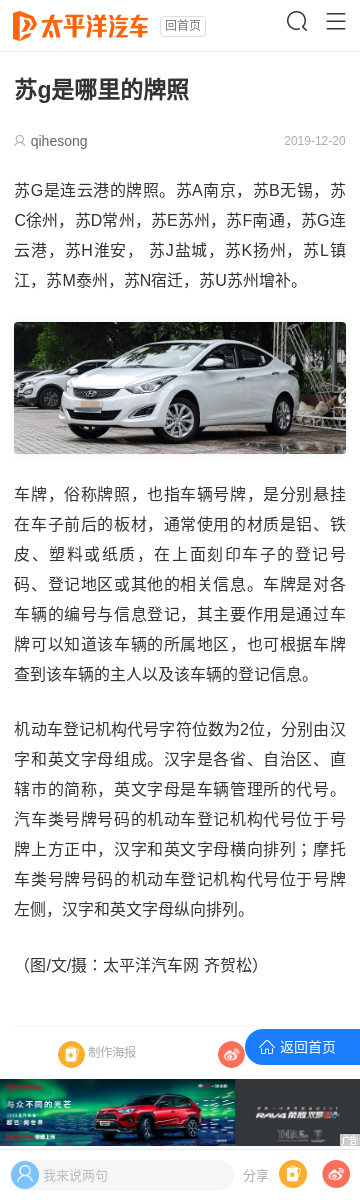 太平洋汽车
回首页
苏g是哪里的牌照
qihesong
2019-12-20
苏G是连云港的牌照。苏A南京，苏B无锡，苏
C徐州，苏D常州，苏E苏州，苏F南通，苏G连
云港，苏H淮安， 苏J盐城，苏K扬州，苏L镇
江，苏M泰州，苏N宿迁，苏U苏州增补。
车牌，俗称牌照，也指车辆号牌，是分别悬挂
在车子前后的板材，通常使用的材质是铝、铁
皮、塑料或纸质，在上面刻印车子的登记号
码、登记地区或其他的相关信息。车牌是对各
车辆的编号与信息登记，其主要作用是通过车
牌可以知道该车辆的所属地区，也可根据车牌
查到该车辆的主人以及该车辆的登记信息。
机动车登记机构代号字符位数为2位，分别由汉
字和英文字母组成。汉字是各省、自治区、直
辖市的简称，英文字母是车辆管理所的代号。
汽车类号牌号码的机动车登记机构代号位于号
牌上方正中，汉字和英文字母横向排列；摩托
车类号牌号码的机动车登记机构代号位于号牌
左侧，汉字和英文字母纵向排列。
（图/文/摄：太平洋汽车网 齐贺松）
制作海报
返回首页
与众不同的光芒
RAV4荣放双擎
广告
我来说两句
分享